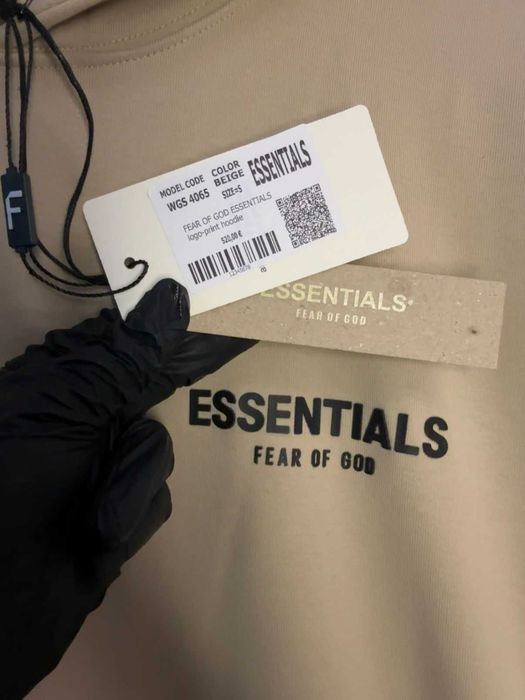 F
MODEL CODE COLOR ESSENTIALS
WGS 4065 BEIGE
SIZE=S
FEAR OF GOD ESSENTIALS
logo-print hoodie
520,00 €
12345670
ESSENTIALS
FEAR OF GOD
ESSENTIALS
FEAR OF GOD